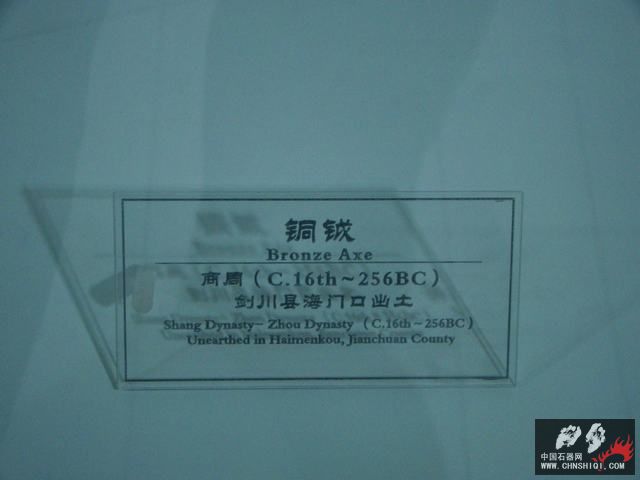 铜钺
Bronze Axe
商周（C.16th～256BC）
剑川县海门口出土
Shang Dynasty– Zhou Dynasty（C.16th～256BC）
Unearthed in Haimenkou, Jianchuan County
中国石器网
WWW.CHNSHIQI.COM